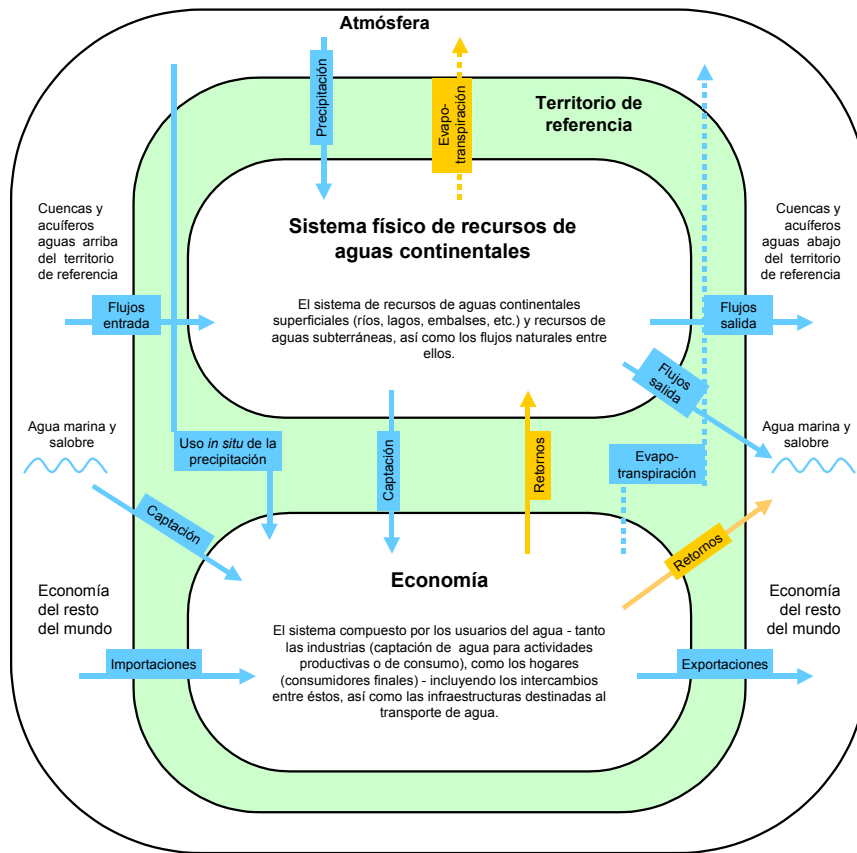 Atmósfera
Precipitación
Evapo-
transpiración
Territorio de
referencia
Cuencas y
acuíferos
aguas arriba
del territorio
de referencia
Sistema físico de recursos de
aguas continentales
Cuencas y
acuíferos
aguas abajo
del territorio
de referencia
Flujos
entrada
El sistema de recursos de aguas continentales
superficiales (ríos, lagos, embalses, etc.) y recursos de
aguas subterráneas, así como los flujos naturales entre
ellos.
Flujos
salida
Flujos
salida
Agua marina y
salobre
Uso in situ de la
precipitación
Captación
Retornos
Evapo-
transpiración
Agua marina y
salobre
Captación
Retornos
Economía
Economía
del resto
del mundo
Economía
del resto
del mundo
Importaciones
El sistema compuesto por los usuarios del agua - tanto
las industrias (captación de agua para actividades
productivas o de consumo), como los hogares
(consumidores finales) - incluyendo los intercambios
entre éstos, así como las infraestructuras destinadas al
transporte de agua.
Exportaciones